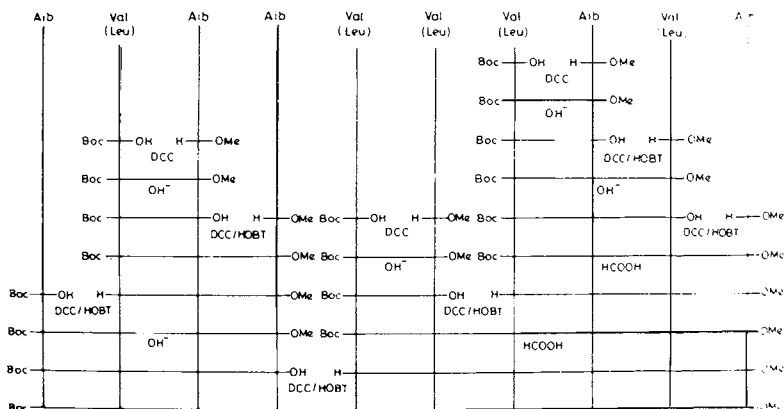 Aib Val Aib Aib Val Val Val Aib Val
(Leu) (Leu) (Leu) (Leu) (Leu)
Boc OH H OMe
DCC
Boc OMe
OH⁻
Boc OH H OMe Boc OH H OMe
DCC DCC/HOBT
Boc OMe Boc OMe
OH⁻ OH⁻
Boc OH H OMe Boc OH H OMe Boc OH H OMe
DCC/HOBT DCC DCC/HOBT
Boc OMe Boc OMe Boc OMe
OH⁻ HCOOH
Boc OH H OMe Boc OH H OMe
DCC/HOBT DCC/HOBT
Boc OMe Boc OMe
OH⁻ HCOOH
Boc OH H OMe
DCC/HOBT
Boc OMe